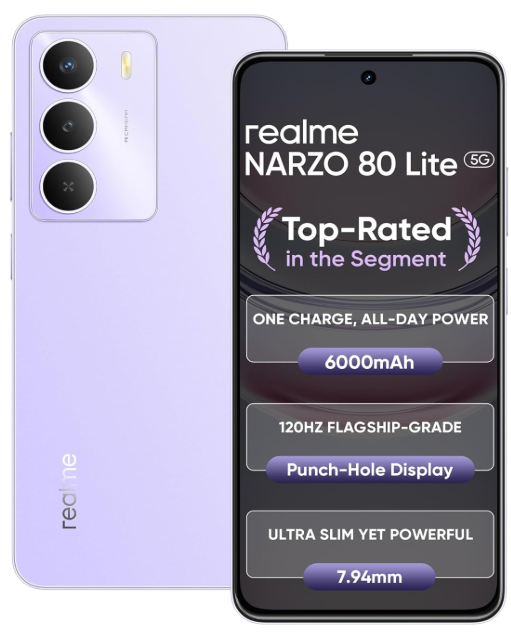 realme
NARZO 80 Lite 5G
Top-Rated
in the Segment
ONE CHARGE, ALL-DAY POWER
6000mAh
120HZ FLAGSHIP-GRADE
Punch-Hole Display
ULTRA SLIM YET POWERFUL
7.94mm
realme